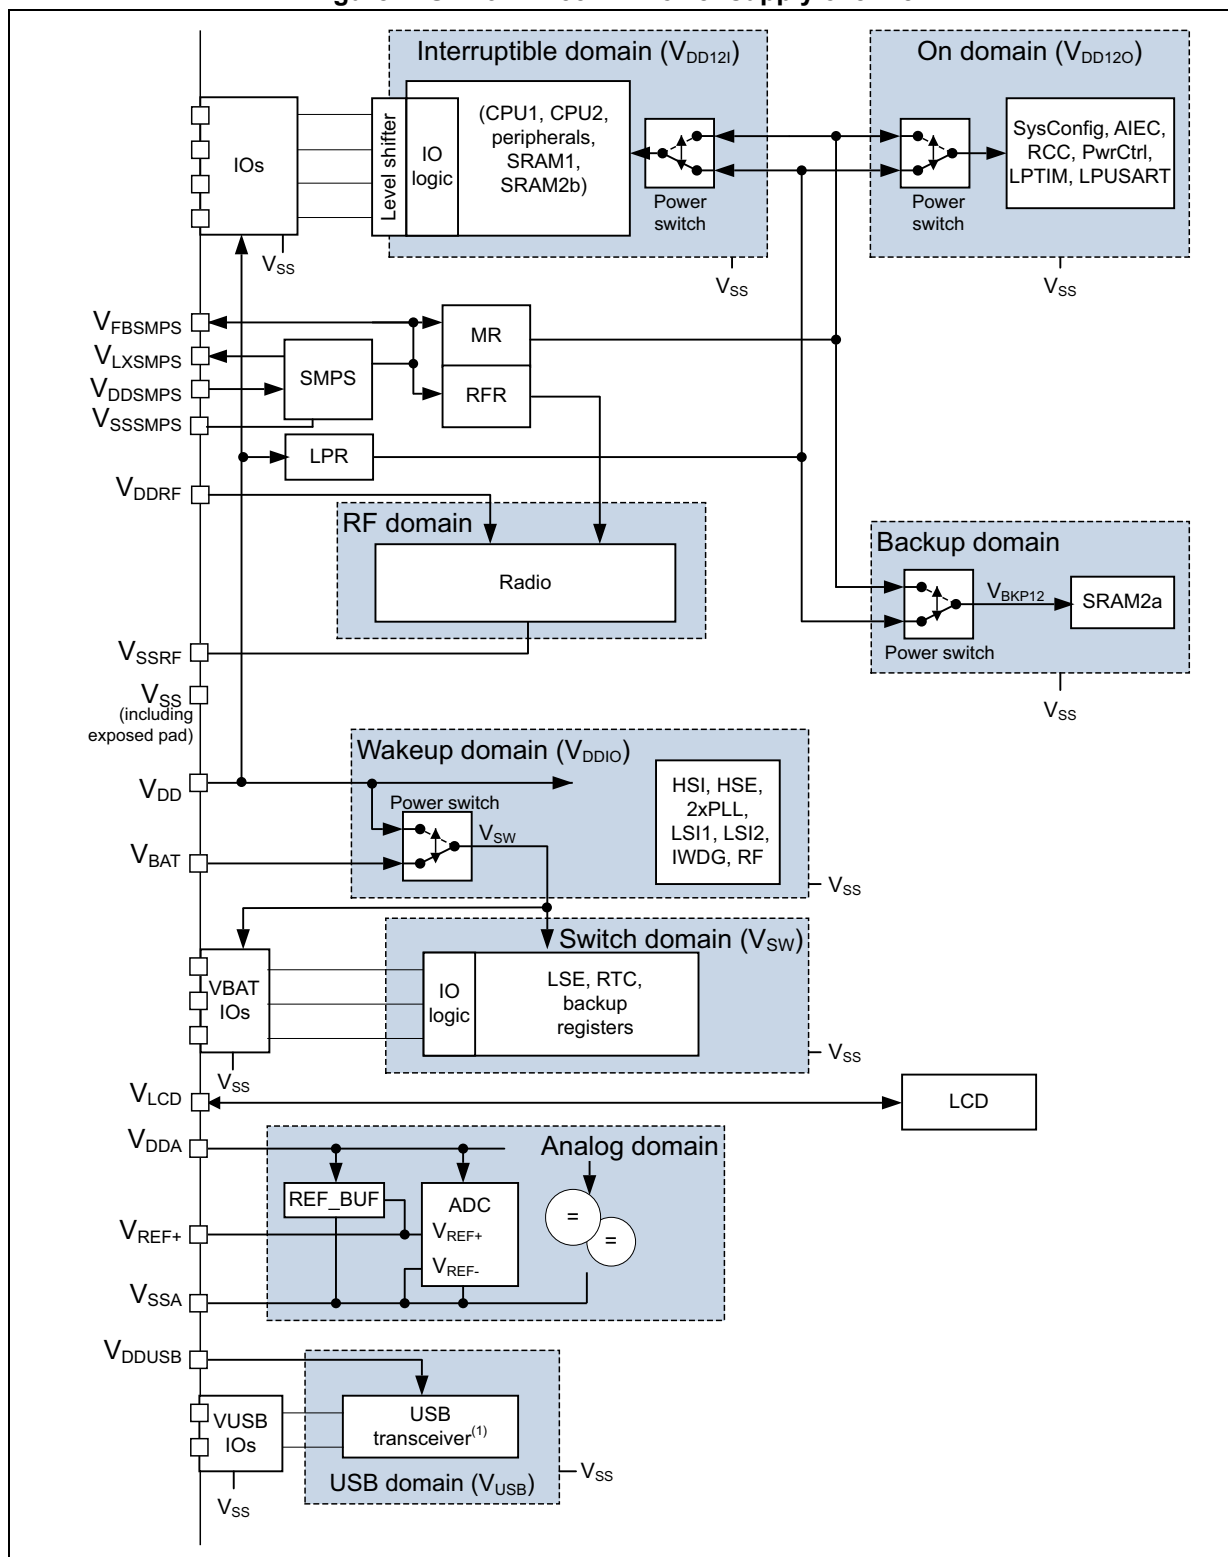 Interruptible domain (VDD12I)
On domain (VDD12O)
IOs
Level shifter
IO
logic
(CPU1, CPU2,
peripherals,
SRAM1,
SRAM2b)
Power
switch
Power
switch
SysConfig, AIEC,
RCC, PwrCtrl,
LPTIM, LPUSART
VSS
VSS
VSS
VFBSMPS
VLXSMPS
VDDSMPS
VSSSMPS
SMPS
MR
RFR
LPR
VDDRF
RF domain
Radio
Backup domain
VBKP12
SRAM2a
Power switch
VSS
VSSRF
VSS
(including
exposed pad)
Wakeup domain (VDDIO)
VDD
Power switch
VSW
HSI, HSE,
2xPLL,
LSI1, LSI2,
IWDG, RF
VBAT
VSS
Switch domain (VSW)
VBAT
IOs
IO
logic
LSE, RTC,
backup
registers
VSS
VSS
VLCD
LCD
VDDA
Analog domain
REF_BUF
ADC
VREF+
VREF-
=
=
VREF+
VSSA
VDDUSB
VUSB
IOs
USB
transceiver(1)
USB domain (VUSB)
VSS
VSS